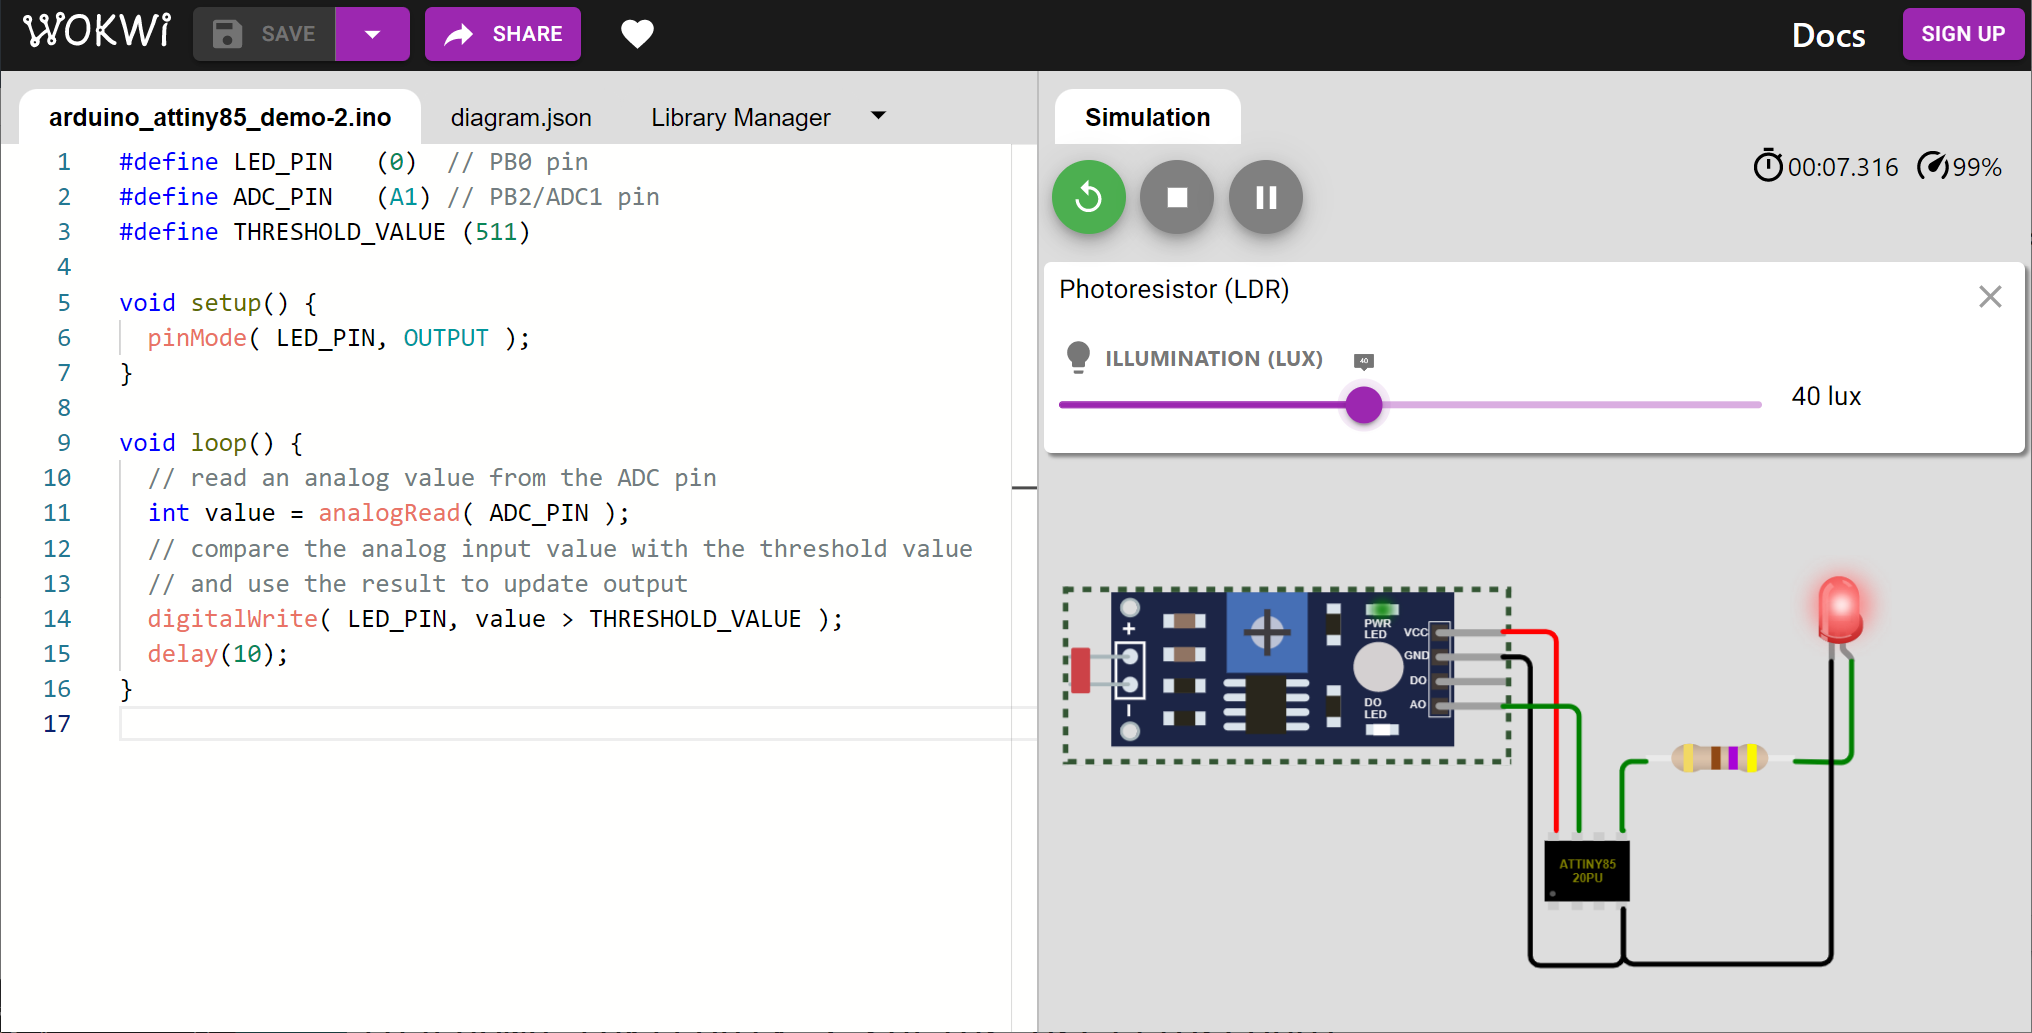 WOKWi SAVE SHARE Docs SIGN UP
arduino_attiny85_demo-2.ino diagram.json Library Manager Simulation
00:07.316 99%
1 #define LED_PIN (0) // PB0 pin
2 #define ADC_PIN (A1) // PB2/ADC1 pin
3 #define THRESHOLD_VALUE (511)
4
5 void setup() {
6 pinMode( LED_PIN, OUTPUT );
7 }
8
9 void loop() {
10 // read an analog value from the ADC pin
11 int value = analogRead( ADC_PIN );
12 // compare the analog input value with the threshold value
13 // and use the result to update output
14 digitalWrite( LED_PIN, value > THRESHOLD_VALUE );
15 delay(10);
16 }
17
Photoresistor (LDR)
ILLUMINATION (LUX) 40
40 lux
+
PWR
LED
VCC
GND
DO
AO
DO
LED
ATTINY85
20PU